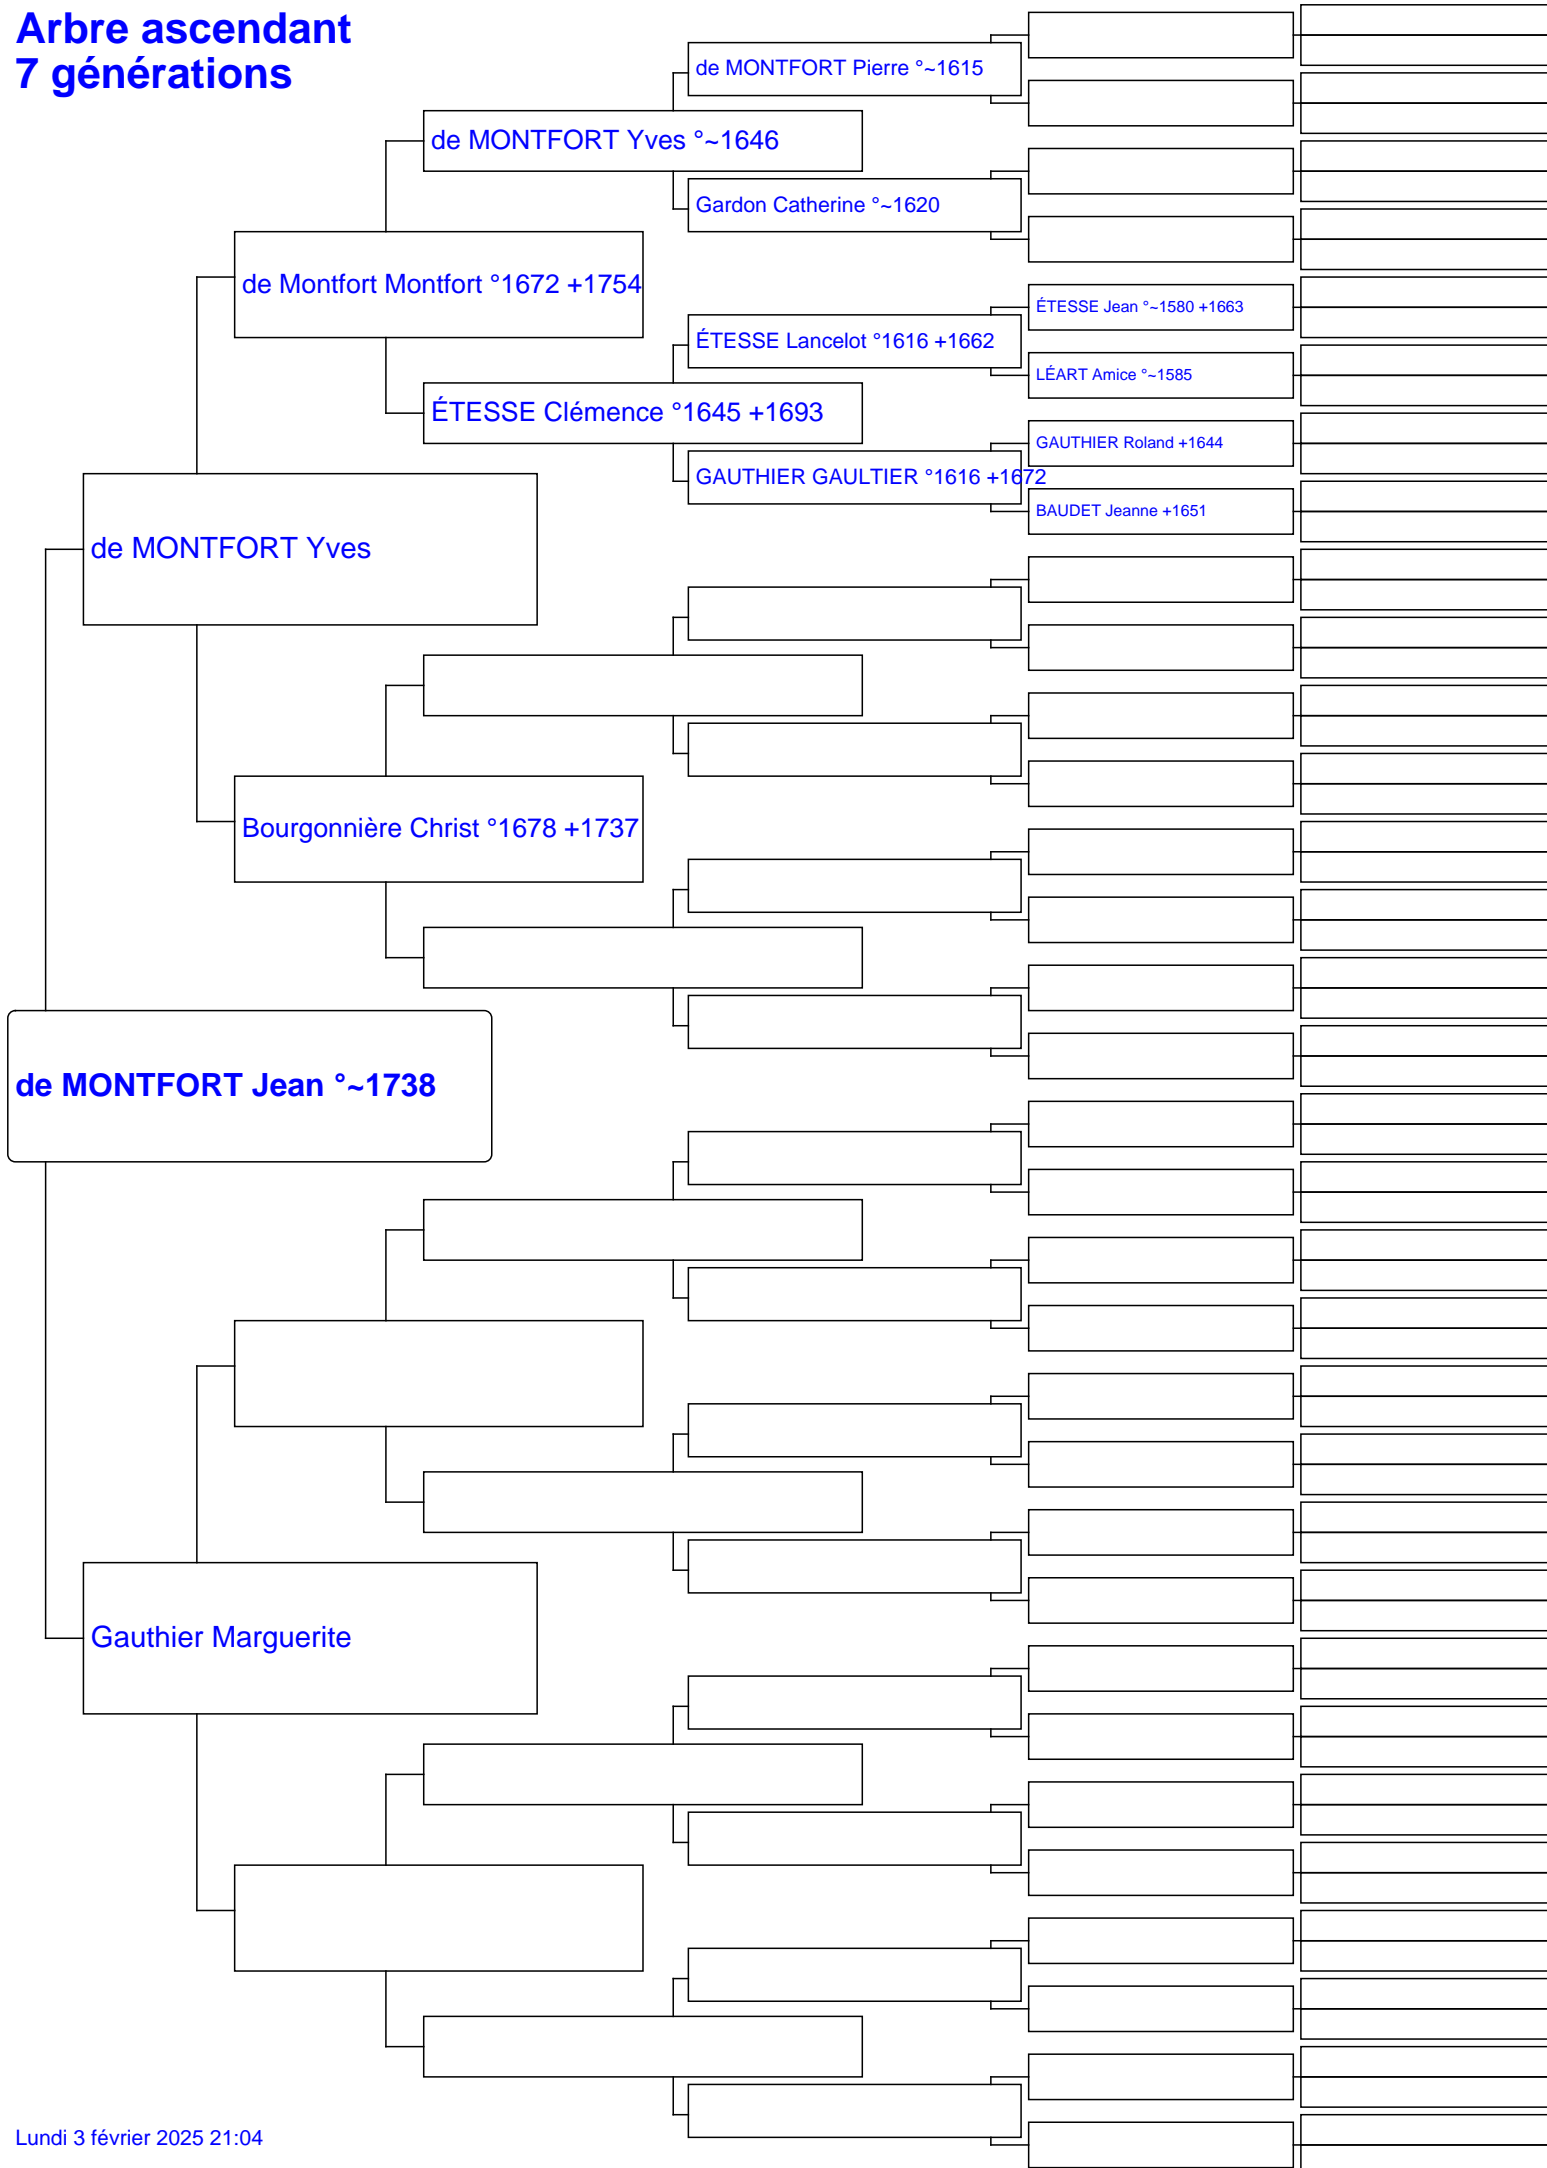 Arbre ascendant
7 générations
de MONTFORT Pierre °~1615
de MONTFORT Yves °~1646
Gardon Catherine °~1620
de Montfort Montfort °1672 +1754
ÉTESSE Jean °~1580 +1663
ÉTESSE Lancelot °1616 +1662
LÉART Amice °~1585
ÉTESSE Clémence °1645 +1693
GAUTHIER Roland +1644
GAUTHIER GAULTIER °1616 +1672
BAUDET Jeanne +1651
de MONTFORT Yves
Bourgonnière Christ °1678 +1737
de MONTFORT Jean °~1738
Gauthier Marguerite
Lundi 3 février 2025 21:04